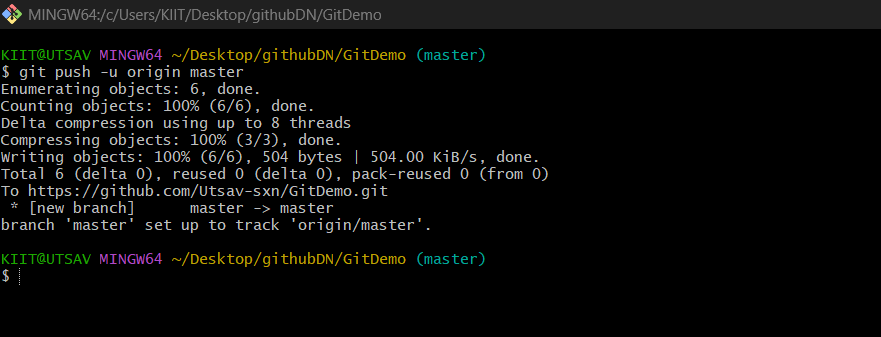 MINGW64:/c/Users/KIIT/Desktop/githubDN/GitDemo
KIIT@UTSAV MINGW64 ~/Desktop/githubDN/GitDemo (master)
$ git push -u origin master
Enumerating objects: 6, done.
Counting objects: 100% (6/6), done.
Delta compression using up to 8 threads
Compressing objects: 100% (3/3), done.
Writing objects: 100% (6/6), 504 bytes | 504.00 KiB/s, done.
Total 6 (delta 0), reused 0 (delta 0), pack-reused 0 (from 0)
To https://github.com/Utsav-sxn/GitDemo.git
 * [new branch]      master -> master
branch 'master' set up to track 'origin/master'.
KIIT@UTSAV MINGW64 ~/Desktop/githubDN/GitDemo (master)
$